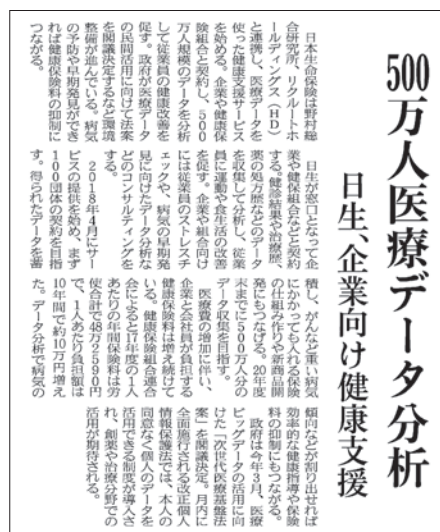 500万人医療データ分析
日生、企業向け健康支援
日本生命保険は野村総
合研究所、リクルートホ
ールディングス（HD）
と連携し、医療データを
使った健康支援サービス
を始める。企業や健康保
険組合と契約し、500
万人規模のデータを分析
して従業員の健康改善を
促す。政府が医療データ
の民間活用に向けて法案
を閣議決定するなど環境
整備が進んでいる。病気
の予防や早期発見ができ
れば健康保険料の抑制に
つながる。
日生が窓口となって企
業や健保組合などと契約
する。健診結果や治療歴、
薬の処方歴などのデータ
を収集して分析し、従業
員に運動や食生活の改善
を促す。企業や組合向け
には従業員のストレスチ
ェックや、病気の早期発
見に向けたデータ分析な
どのコンサルティングを
する。
2018年4月にサー
ビスの提供を始め、まず
100団体の契約を目指
す。得られたデータを蓄
積し、がんなど重い病気
にかかっても入れる保険
の仕組み作りや新商品開
発にもつなげる。20年度
末までに500万人分の
データ収集を目指す。
医療費の増加に伴い、
企業と会社員が負担する
健康保険料は増え続けて
いる。健康保険組合連合
会によると17年度の1人
あたりの年間保険料は労
使合計で48万2590円
で、1人あたり負担額は
10年間で約10万円増え
た。データ分析で病気の
傾向などが割り出せれば
効率的な健康指導や保険
料の抑制にもつながる。
政府は今年3月、医療
ビッグデータの活用に向
けた「次世代医療基盤法
案」を閣議決定。月内に
全面施行される改正個人
情報保護法では、本人の
同意なく個人のデータを
活用できる制度が導入さ
れ、創薬や治療分野での
活用が期待される。